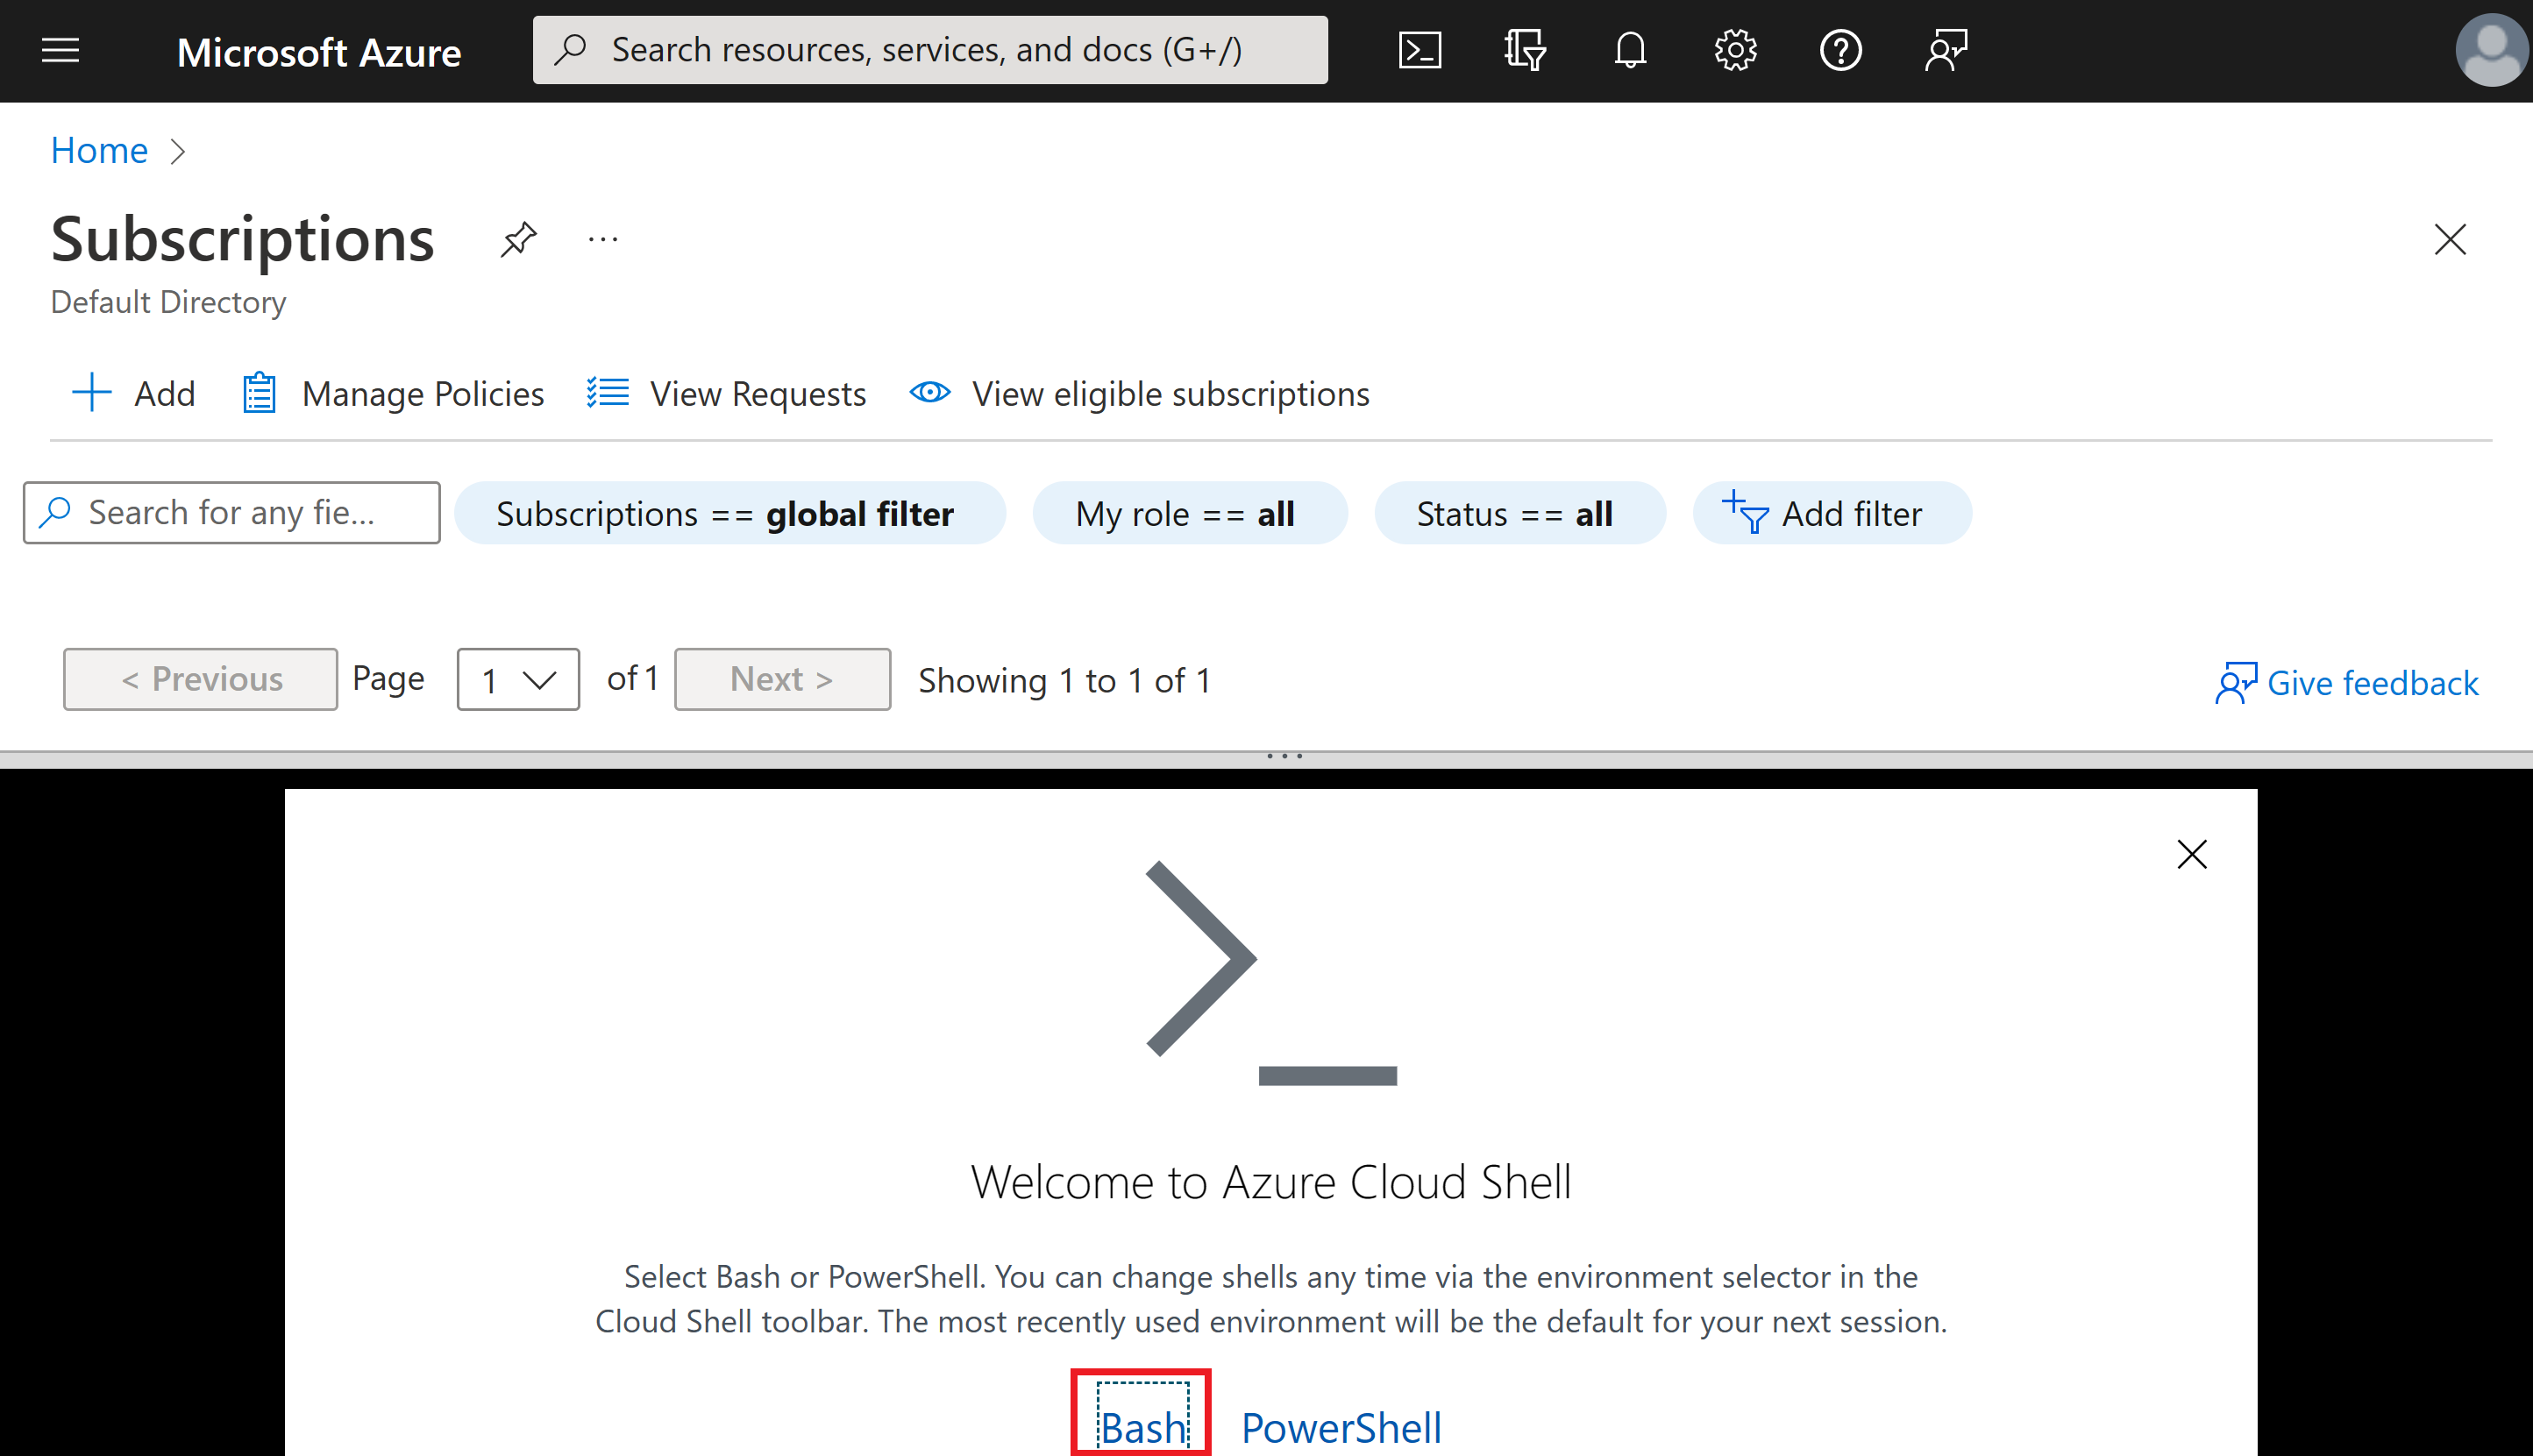 Microsoft Azure
Search resources, services, and docs (G+/)
Home
Subscriptions
Default Directory
Add Manage Policies View Requests View eligible subscriptions
Search for any fie... Subscriptions == global filter My role == all Status == all Add filter
< Previous Page 1 of 1 Next > Showing 1 to 1 of 1 Give feedback
Welcome to Azure Cloud Shell
Select Bash or PowerShell. You can change shells any time via the environment selector in the
Cloud Shell toolbar. The most recently used environment will be the default for your next session.
Bash PowerShell